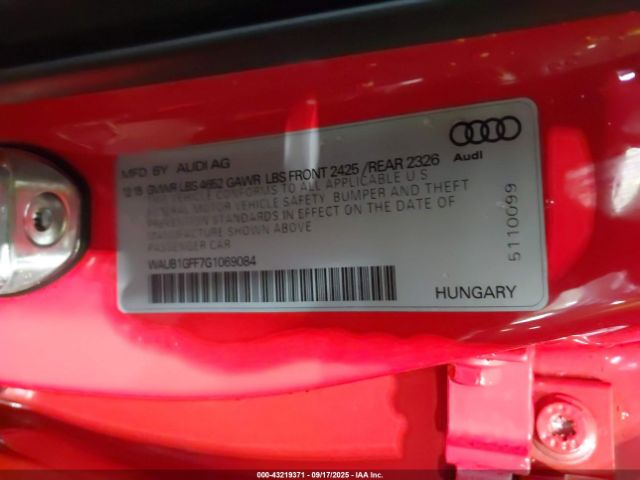 MFD. BY AUDI AG
12.15 GVWR LBS 4652 GAWR LBS FRONT 2425 / REAR 2326
THIS VEHICLE CONFORMS TO ALL APPLICABLE U.S.
FEDERAL MOTOR VEHICLE SAFETY, BUMPER AND THEFT
PREVENTION STANDARDS IN EFFECT ON THE DATE OF
MANUFACTURE SHOWN ABOVE
PASSENGER CAR
WAUB1GFF7G1069084
Audi
5110099
HUNGARY
000-43219371 - 09/17/2025 - IAA Inc.